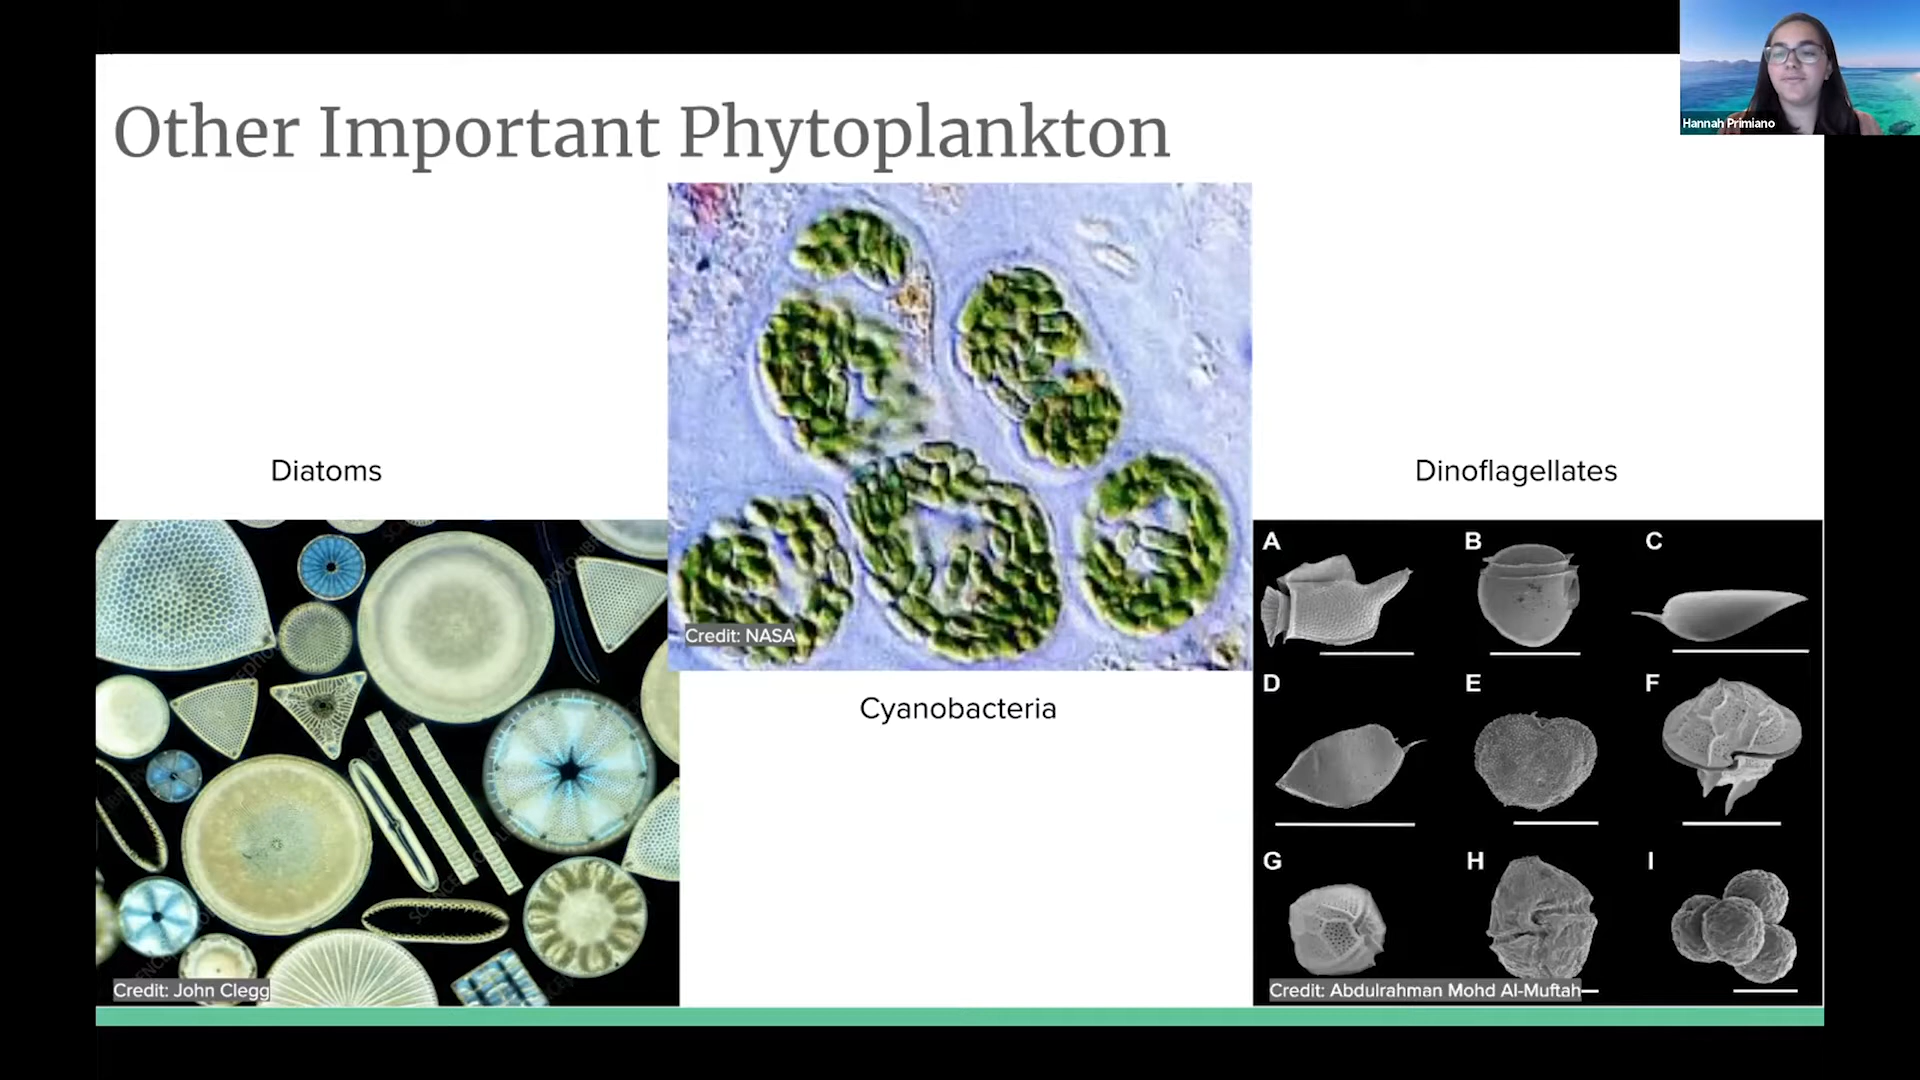 Other Important Phytoplankton
Hannah Primiano
Diatoms
Dinoflagellates
Credit: NASA
Cyanobacteria
A
B
C
D
E
F
G
H
I
Credit: John Clegg
Credit: Abdulrahman Mohd Al-Muftah